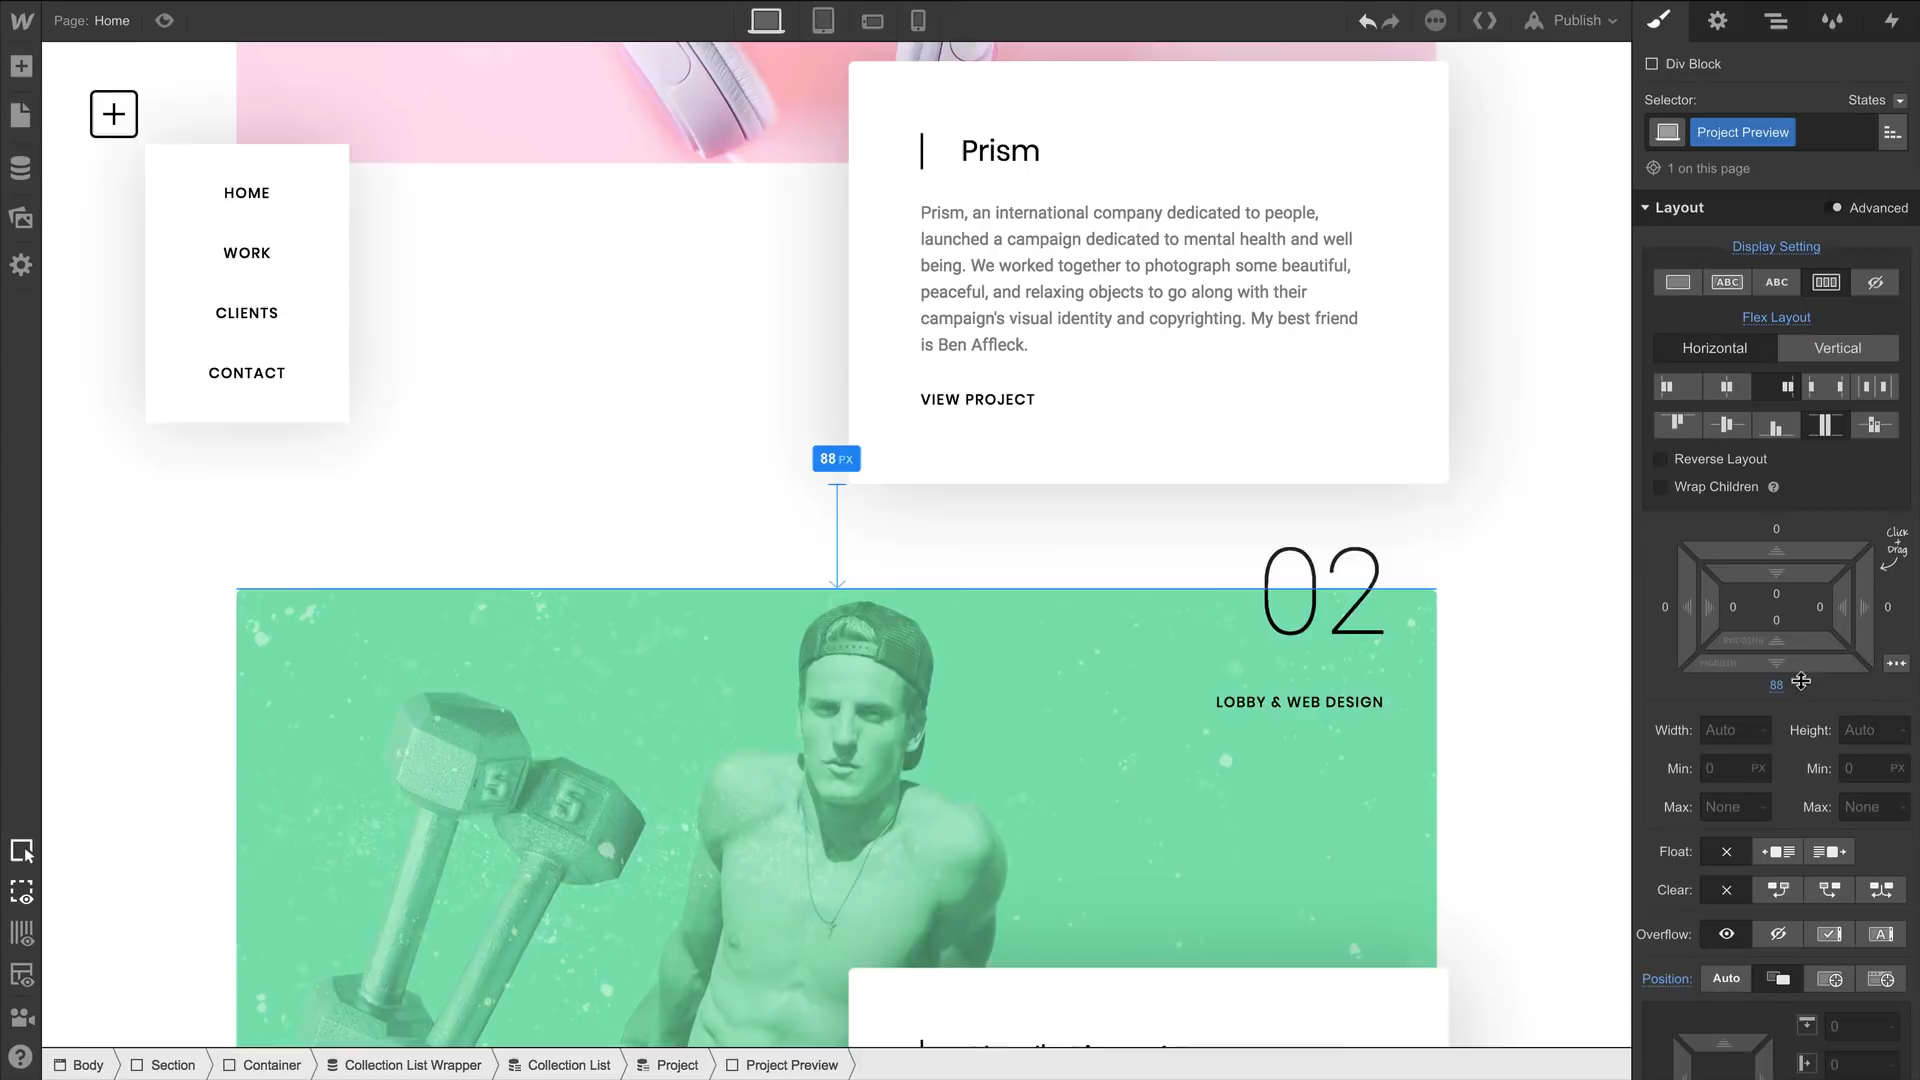 Page: Home
Publish
Div Block
Selector:
States
Project Preview
1 on this page
Layout
Advanced
Display Setting
ABC
ABC
Flex Layout
Horizontal
Vertical
Reverse Layout
Wrap Children
Click
+
Drag
0
0
0
0
0
0
0
PADDING
MARGIN
88
Width:
Auto
Height:
Auto
Min:
0
PX
Min:
0
PX
Max:
None
Max:
None
Float:
Clear:
Overflow:
Position:
Auto
0
0
HOME
WORK
CLIENTS
CONTACT
Prism
Prism, an international company dedicated to people,
launched a campaign dedicated to mental health and well
being. We worked together to photograph some beautiful,
peaceful, and relaxing objects to go along with their
campaign's visual identity and copyrighting. My best friend
is Ben Affleck.
VIEW PROJECT
88 PX
02
LOBBY & WEB DESIGN
5
5
Body
Section
Container
Collection List Wrapper
Collection List
Project
Project Preview